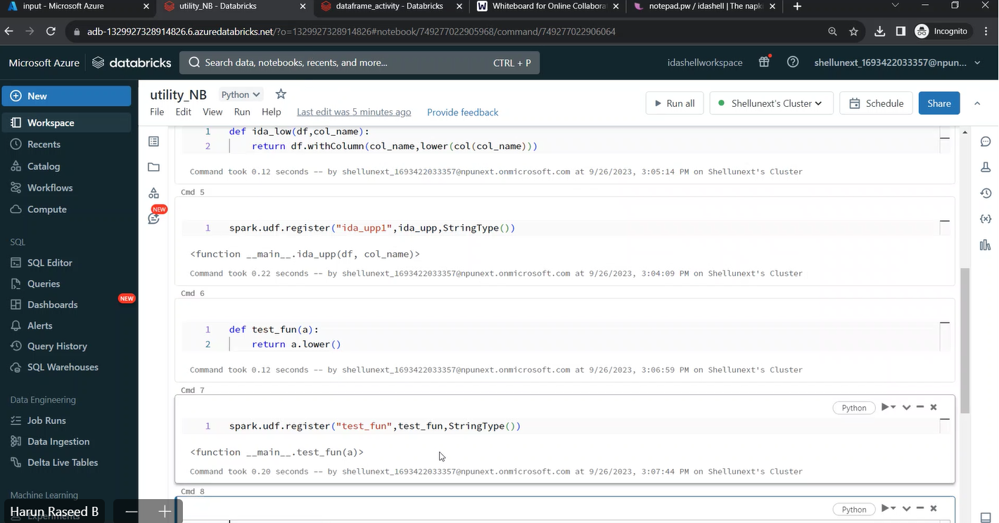 input - Microsoft Azure
utility_NB - Databricks
dataframe_activity - Databricks
Whiteboard for Online Collabora
notepad.pw / idashell | The napk
adb-1329927328914826.6.azuredatabricks.net/?o=1329927328914826#notebook/749277022905968/command/749277022906064
Incognito
Microsoft Azure
databricks
Search data, notebooks, recents, and more...
CTRL + P
idashellworkspace
shellunext_1693422033357@npun...
New
Workspace
Recents
Catalog
Workflows
Compute
SQL
SQL Editor
Queries
Dashboards
NEW
Alerts
Query History
SQL Warehouses
Data Engineering
Job Runs
Data Ingestion
Delta Live Tables
Machine Learning
Experiments
Harun Raseed B
utility_NB
Python
File Edit View Run Help Last edit was 5 minutes ago Provide feedback
Run all
Shellunext's Cluster
Schedule
Share
NEW
1 def ida_low(df,col_name):
2 return df.withColumn(col_name,lower(col(col_name)))
Command took 0.12 seconds -- by shellunext_1693422033357@npunext.onmicrosoft.com at 9/26/2023, 3:05:14 PM on Shellunext's Cluster
Cmd 5
1 spark.udf.register("ida_upp1",ida_upp,StringType())
<function __main__.ida_upp(df, col_name)>
Command took 0.22 seconds -- by shellunext_1693422033357@npunext.onmicrosoft.com at 9/26/2023, 3:04:09 PM on Shellunext's Cluster
Cmd 6
1 def test_fun(a):
2 return a.lower()
Command took 0.12 seconds -- by shellunext_1693422033357@npunext.onmicrosoft.com at 9/26/2023, 3:06:59 PM on Shellunext's Cluster
Cmd 7
Python
1 spark.udf.register("test_fun",test_fun,StringType())
<function __main__.test_fun(a)>
Command took 0.20 seconds -- by shellunext_1693422033357@npunext.onmicrosoft.com at 9/26/2023, 3:07:44 PM on Shellunext's Cluster
Cmd 8
Python